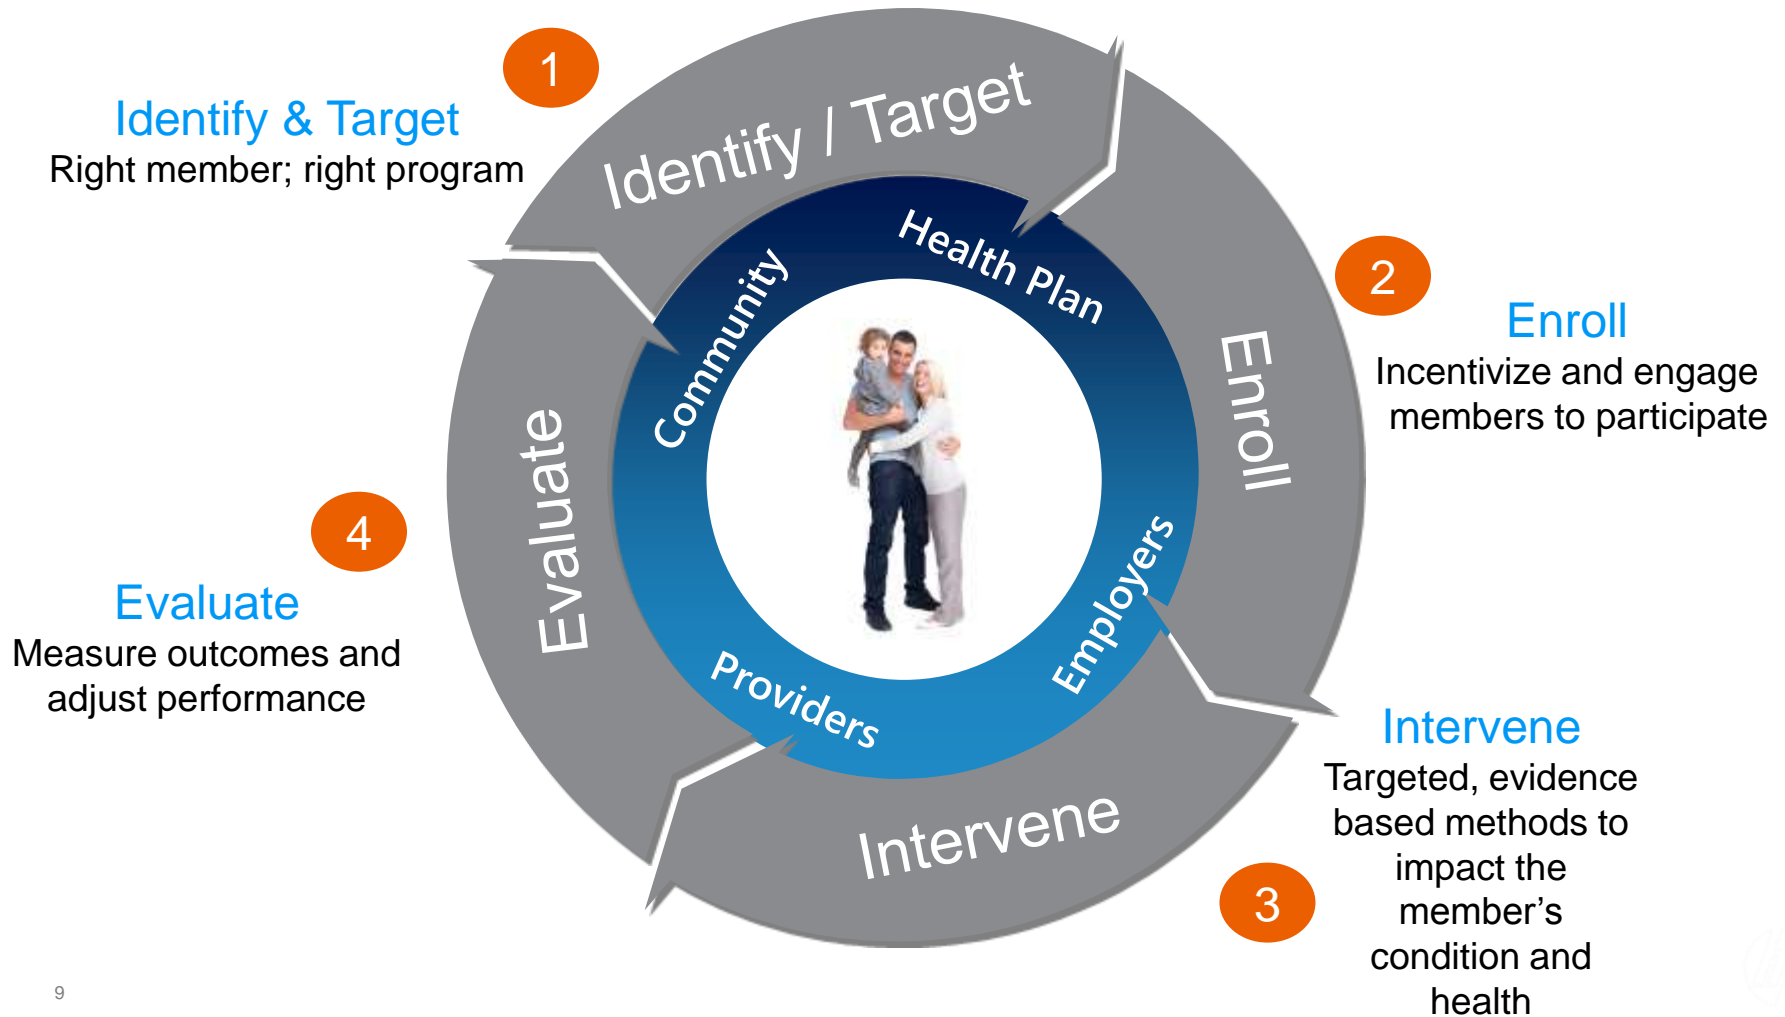 1
Identify & Target
Right member; right program
Identify / Target
Health Plan
Community
2
Enroll
Incentivize and engage
members to participate
Enroll
Evaluate
4
Evaluate
Measure outcomes and
adjust performance
Employers
Providers
Intervene
3
Intervene
Targeted, evidence
based methods to
impact the
member’s
condition and
health
9